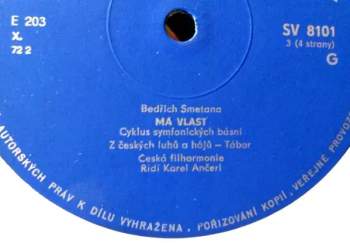 E 203
X.
72 2
SV 8101
3 (4 strany)
G
Bedřich Smetana
MÁ VLAST
Cyklus symfonických básní
Z českých luhů a hájů – Tábor
Česká filharmonie
Řídí Karel Ančerl
AUTORSKÝCH PRÁV K DÍLU VYHRAŽENA. POŘIZOVÁNÍ KOPIÍ, VEŘEJNÉ PROVOZ